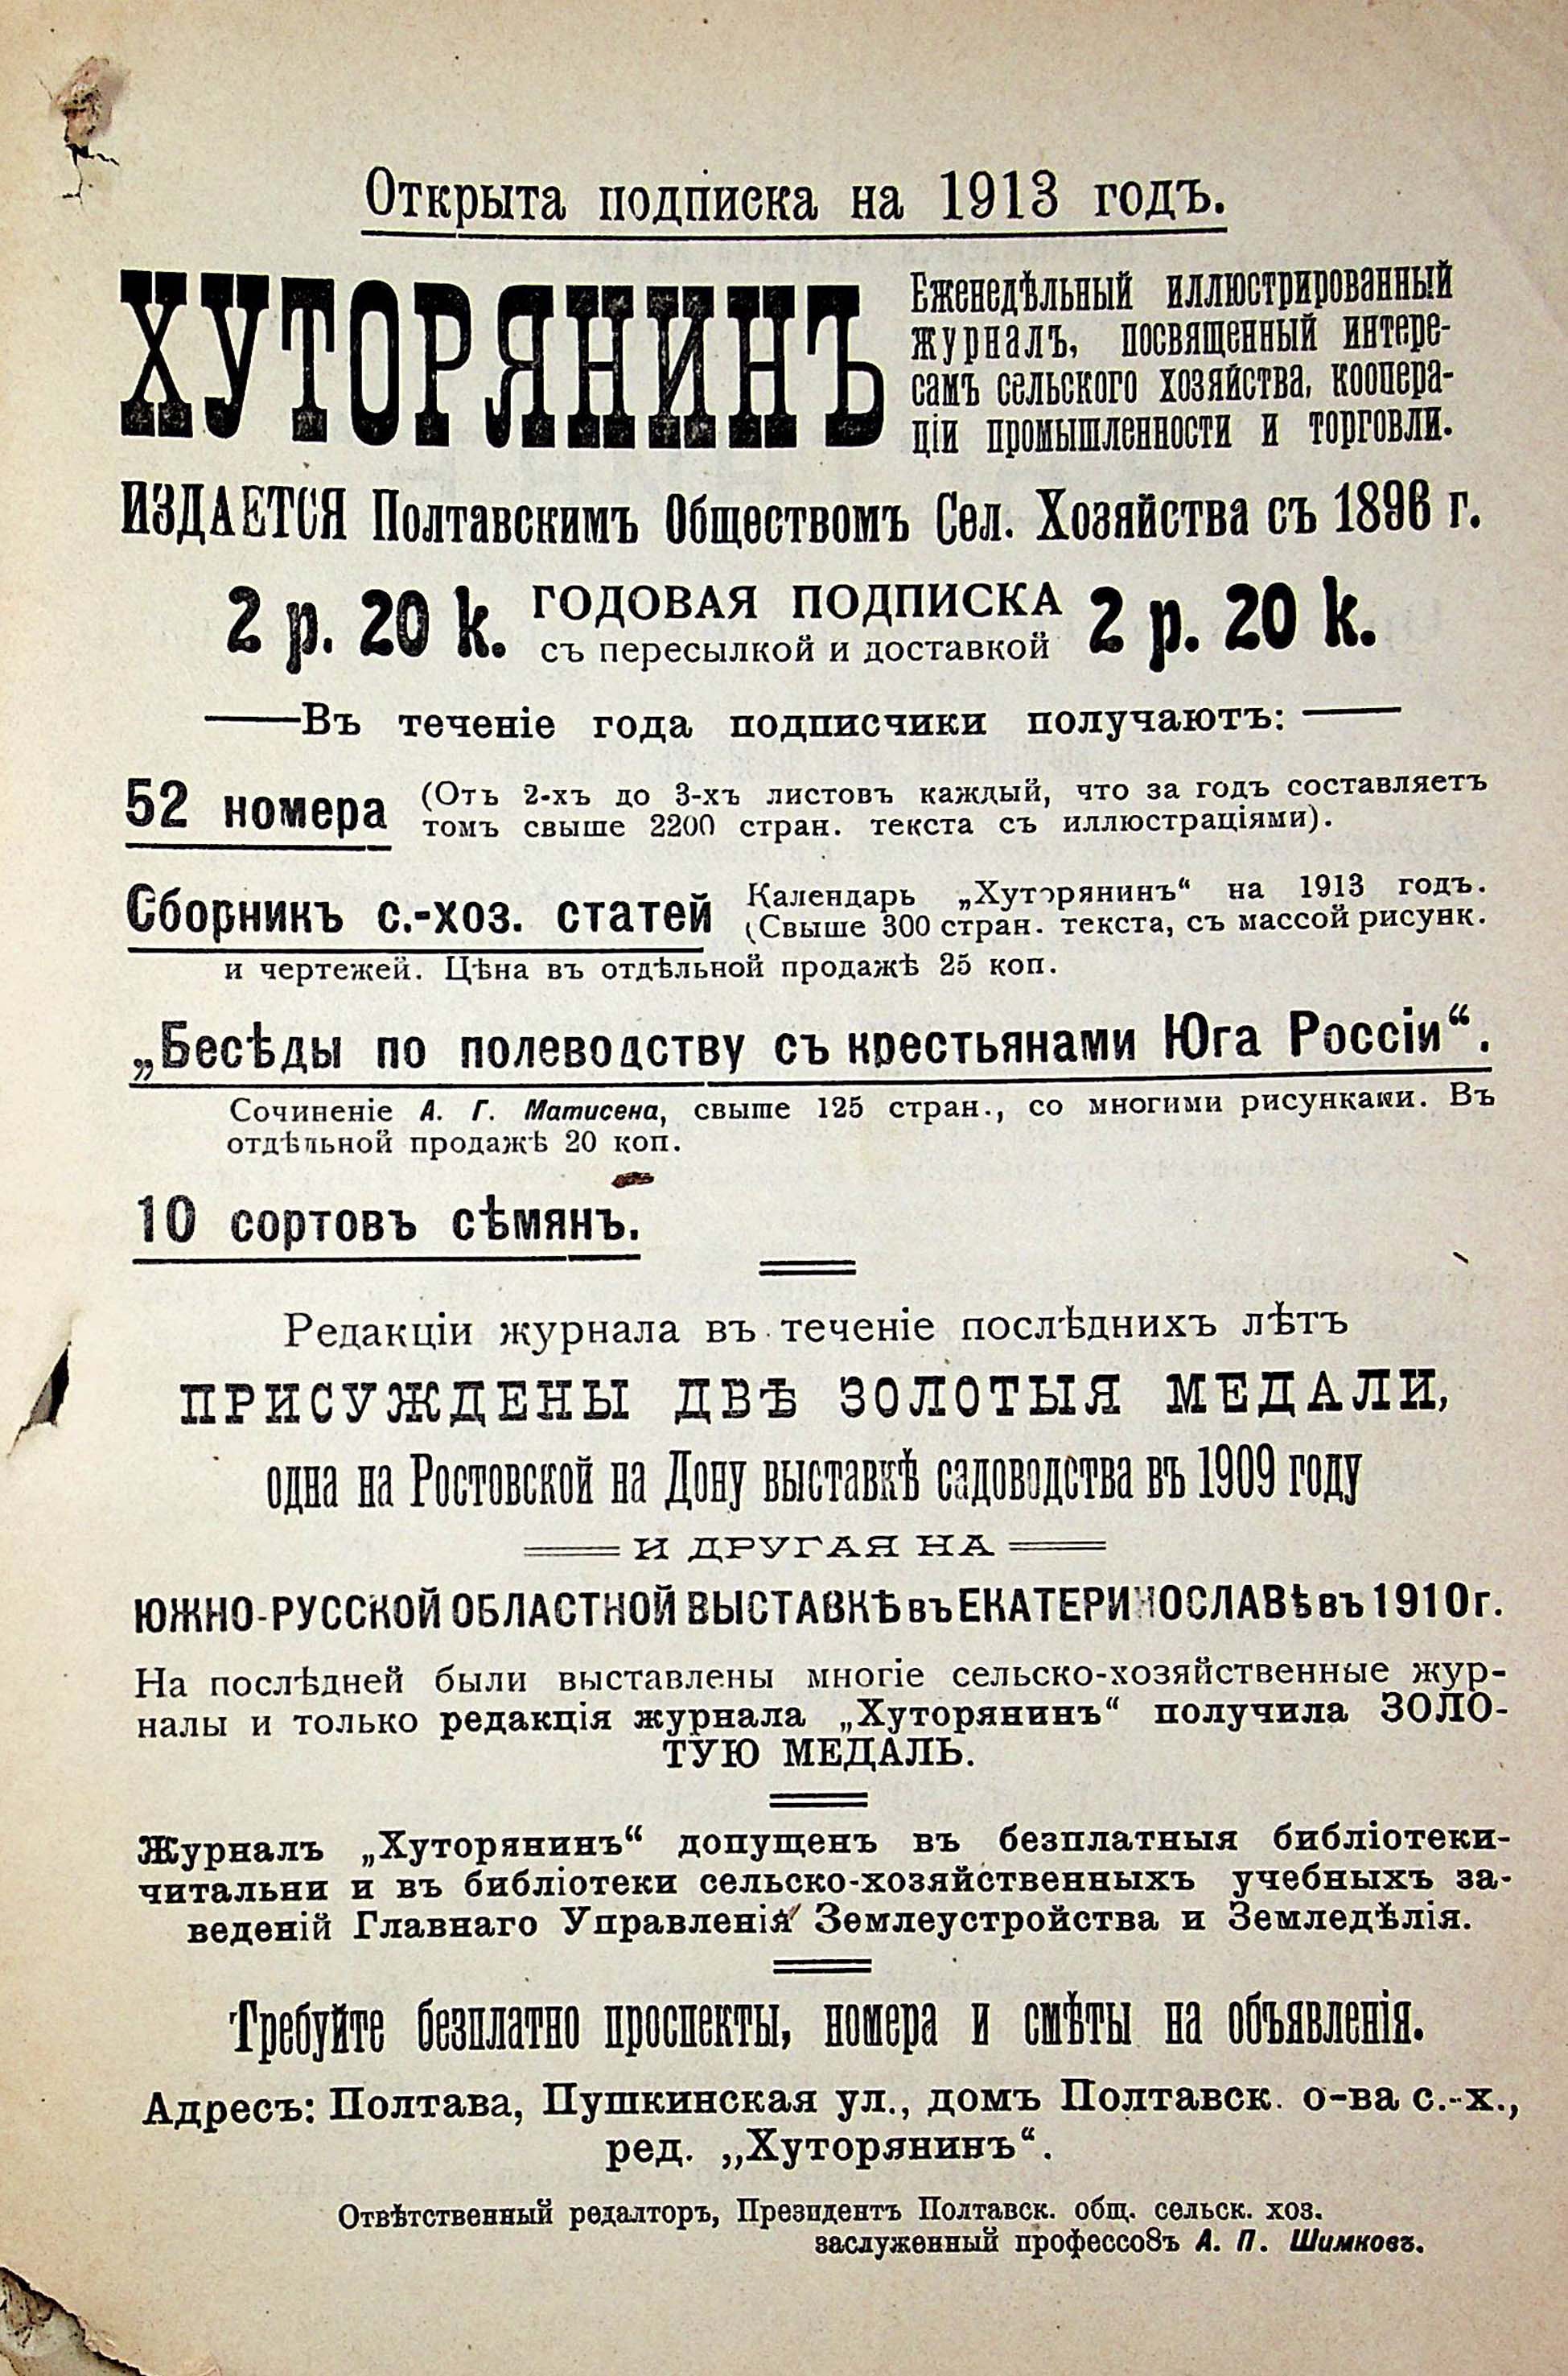 Открыта подписка на 1913 годъ.
ХУТОРЯНИНЪ
Еженедѣльный иллюстрированный
журналъ, посвященный интере-
самъ сельского хозяйства, коопера-
ціи промышленности и торговли.
ИЗДАЕТСЯ Полтавскимъ Обществомъ Сел. Хозяйства съ 1896 г.
2 р. 20 к. ГОДОВАЯ ПОДПИСКА 2 р. 20 к.
съ пересылкой и доставкой
Въ теченіе года подписчики получаютъ:
52 номера (Отъ 2-хъ до 3-хъ листовъ каждый, что за годъ составляетъ
томъ свыше 2200 стран. текста съ иллюстраціями).
Сборникъ с.-хоз. статей Календарь „Хуторянинъ“ на 1913 годъ.
(Свыше 300 стран. текста, съ массой рисунк.
и чертежей. Цѣна въ отдѣльной продажѣ 25 коп.
„Бесѣды по полеводству съ крестьянами Юга Россіи“.
Сочиненіе А. Г. Матисена, свыше 125 стран., со многими рисунками. Въ
отдѣльной продажѣ 20 коп.
10 сортовъ сѣмянъ.
Редакціи журнала въ теченіе послѣднихъ лѣтъ
ПРИСУЖДЕНЫ ДВѢ ЗОЛОТЫЯ МЕДАЛИ,
одна на Ростовской на Дону выставкѣ садоводства въ 1909 году
И ДРУГАЯ НА
ЮЖНО-РУССКОЙ ОБЛАСТНОЙ ВЫСТАВКѢ въ ЕКАТЕРИНОСЛАВѢ въ 1910 г.
На послѣдней были выставлены многіе сельско-хозяйственные жур-
налы и только редакція журнала „Хуторянинъ“ получила ЗОЛО-
ТУЮ МЕДАЛЬ.
Журналъ „Хуторянинъ“ допущенъ въ безплатныя библіотеки-
читальни и въ библіотеки сельско-хозяйственныхъ учебныхъ за-
веденій Главнаго Управленія Землеустройства и Земледѣлія.
Требуйте безплатно проспекты, номера и смѣты на объявленія.
Адресъ: Полтава, Пушкинская ул., домъ Полтавск. о-ва с.-х.,
ред. „Хуторянинъ“.
Отвѣтственный редалторъ, Президентъ Полтавск. общ. сельск. хоз.
заслуженный профессо8ъ А. П. Шимковъ.